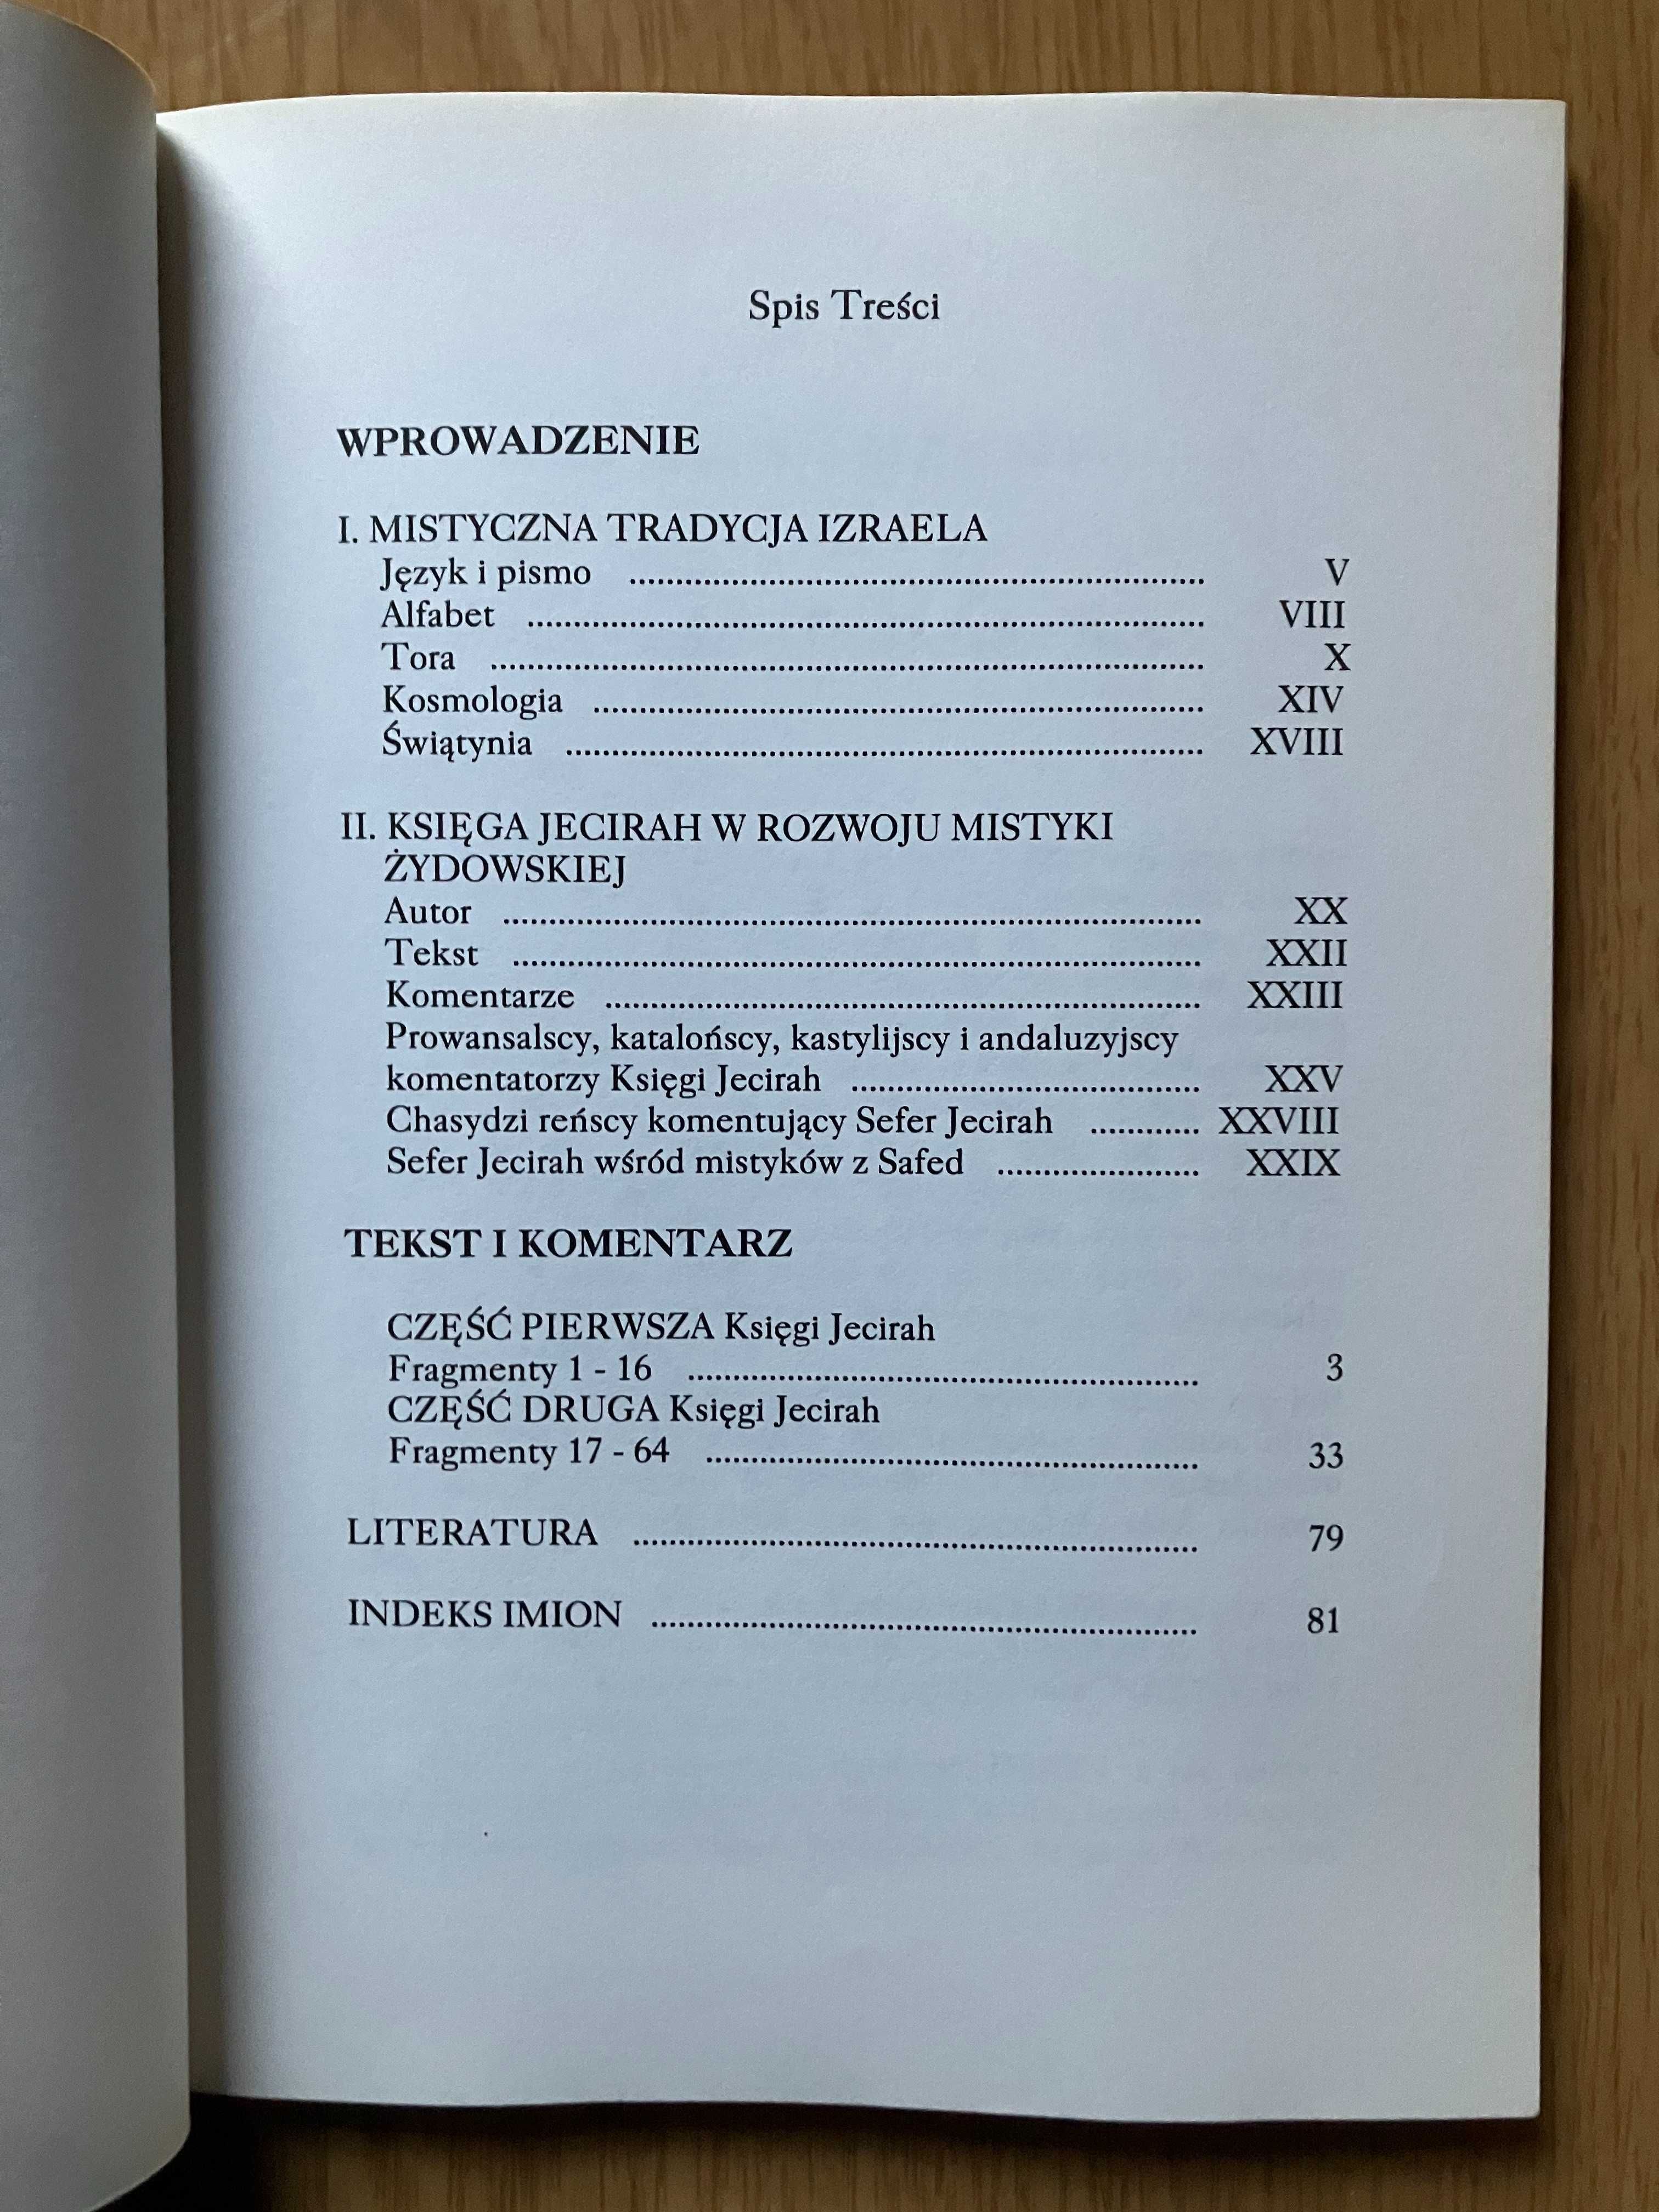 Spis Treści
WPROWADZENIE
I. MISTYCZNA TRADYCJA IZRAELA
Język i pismo ........ V
Alfabet ........ VIII
Tora ........ X
Kosmologia ........ XIV
Świątynia ........ XVIII
II. KSIĘGA JECIRAH W ROZWOJU MISTYKI
ŻYDOWSKIEJ
Autor ........ XX
Tekst ........ XXII
Komentarze ........ XXIII
Prowansalscy, katalońscy, kastylijscy i andaluzyjscy
komentatorzy Księgi Jecirah ........ XXV
Chasydzi reńscy komentujący Sefer Jecirah ........ XXVIII
Sefer Jecirah wśród mistyków z Safed ........ XXIX
TEKST I KOMENTARZ
CZĘŚĆ PIERWSZA Księgi Jecirah
Fragmenty 1 - 16 ........ 3
CZĘŚĆ DRUGA Księgi Jecirah
Fragmenty 17 - 64 ........ 33
LITERATURA ........ 79
INDEKS IMION ........ 81